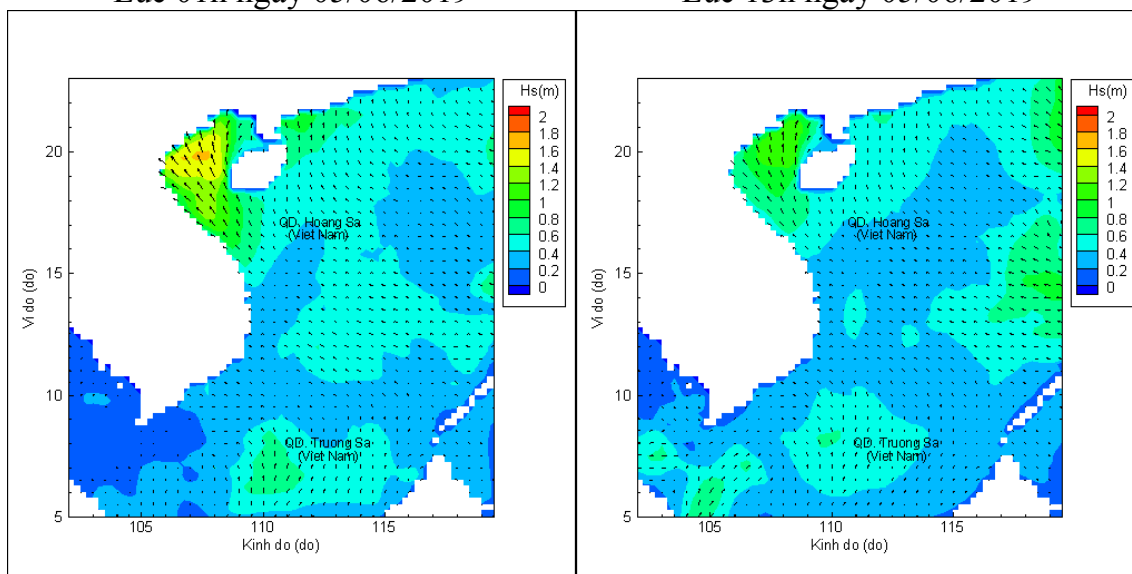 Hs(m)
2
1.8
1.6
1.4
1.2
1
0.8
0.6
0.4
0.2
0
20
15
10
5
Vi do (do)
QD. Hoang Sa
(Viet Nam)
QD. Truong Sa
(Viet Nam)
105
110
115
Kinh do (do)
Hs(m)
2
1.8
1.6
1.4
1.2
1
0.8
0.6
0.4
0.2
0
20
15
10
5
Vi do (do)
QD. Hoang Sa
(Viet Nam)
QD. Truong Sa
(Viet Nam)
105
110
115
Kinh do (do)